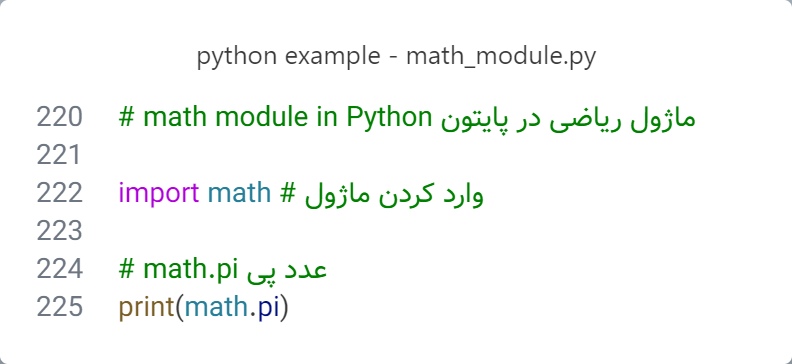 python example - math_module.py
220 # math module in Python ماژول ریاضی در پایتون
221
222 import math # وارد کردن ماژول
223
224 # math.pi عدد پی
225 print(math.pi)